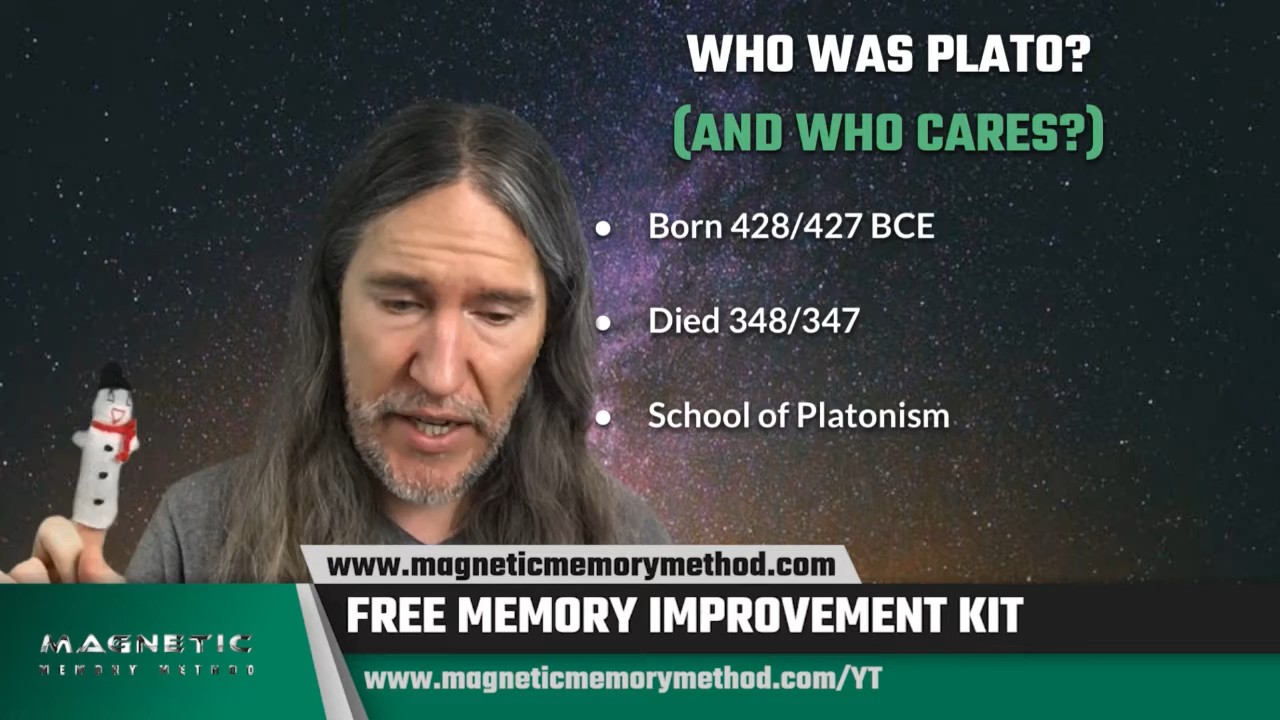 WHO WAS PLATO?
(AND WHO CARES?)
Born 428/427 BCE
Died 348/347
School of Platonism
www.magneticmemorymethod.com
FREE MEMORY IMPROVEMENT KIT
MAGNETIC
MEMORY METHOD
www.magneticmemorymethod.com/YT